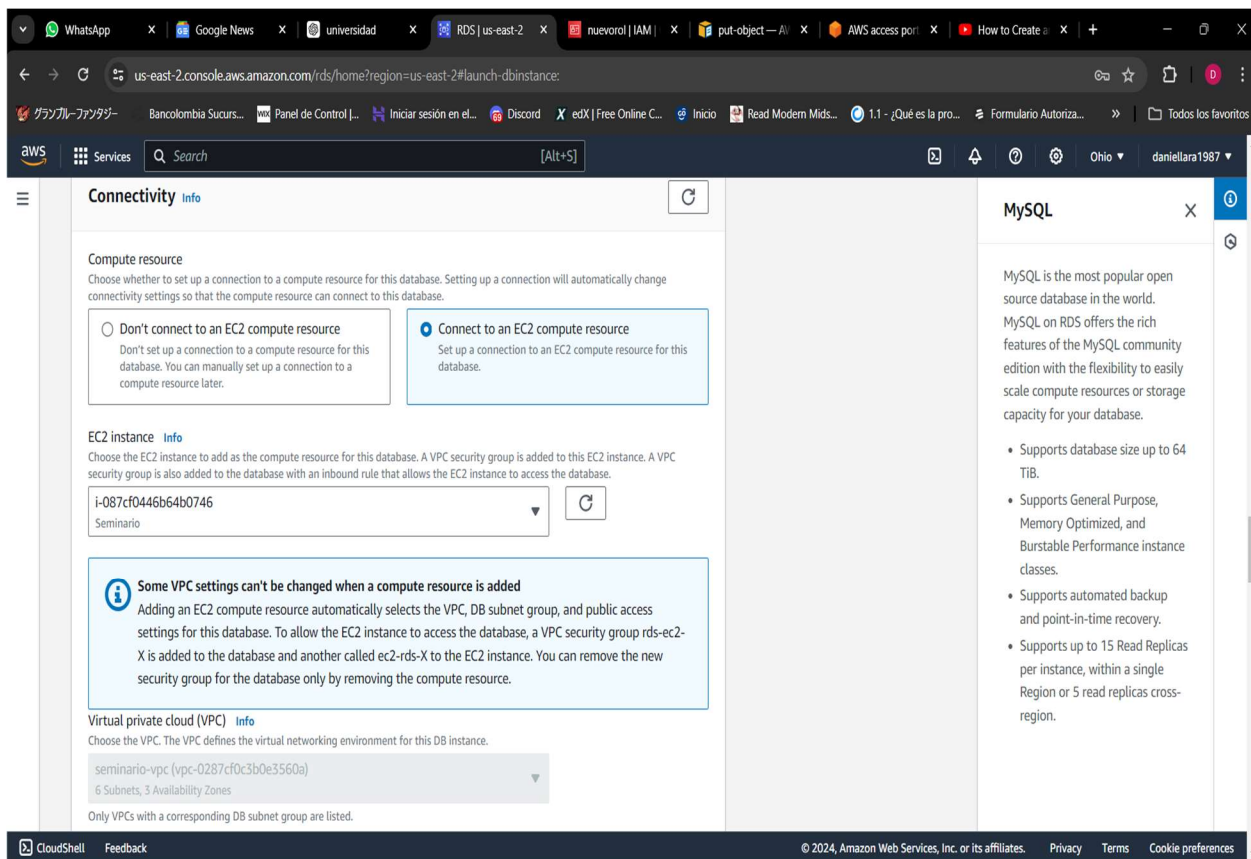 WhatsApp
Google News
universidad
RDS | us-east-2
nuevorol | IAM |
put-object — AV
AWS access port
How to Create a
us-east-2.console.aws.amazon.com/rds/home?region=us-east-2#launch-dbinstance:
D
グランブルーファンタジー
Bancolombia Sucurs...
WIX
Panel de Control |...
Iniciar sesión en el...
69
Discord
edX | Free Online C...
Inicio
Read Modern Mids...
1.1 - ¿Qué es la pro...
Formulario Autoriza...
»
Todos los favoritos
aws
Services
Search
[Alt+S]
Ohio
daniellara1987
Connectivity Info
Compute resource
Choose whether to set up a connection to a compute resource for this database. Setting up a connection will automatically change
connectivity settings so that the compute resource can connect to this database.
Don't connect to an EC2 compute resource
Don't set up a connection to a compute resource for this
database. You can manually set up a connection to a
compute resource later.
Connect to an EC2 compute resource
Set up a connection to an EC2 compute resource for this
database.
EC2 instance Info
Choose the EC2 instance to add as the compute resource for this database. A VPC security group is added to this EC2 instance. A VPC
security group is also added to the database with an inbound rule that allows the EC2 instance to access the database.
i-087cf0446b64b0746
Seminario
Some VPC settings can't be changed when a compute resource is added
Adding an EC2 compute resource automatically selects the VPC, DB subnet group, and public access
settings for this database. To allow the EC2 instance to access the database, a VPC security group rds-ec2-
X is added to the database and another called ec2-rds-X to the EC2 instance. You can remove the new
security group for the database only by removing the compute resource.
Virtual private cloud (VPC) Info
Choose the VPC. The VPC defines the virtual networking environment for this DB instance.
seminario-vpc (vpc-0287cf0c3b0e3560a)
6 Subnets, 3 Availability Zones
Only VPCs with a corresponding DB subnet group are listed.
MySQL
MySQL is the most popular open
source database in the world.
MySQL on RDS offers the rich
features of the MySQL community
edition with the flexibility to easily
scale compute resources or storage
capacity for your database.
• Supports database size up to 64
TiB.
• Supports General Purpose,
Memory Optimized, and
Burstable Performance instance
classes.
• Supports automated backup
and point-in-time recovery.
• Supports up to 15 Read Replicas
per instance, within a single
Region or 5 read replicas cross-
region.
CloudShell
Feedback
© 2024, Amazon Web Services, Inc. or its affiliates.
Privacy
Terms
Cookie preferences